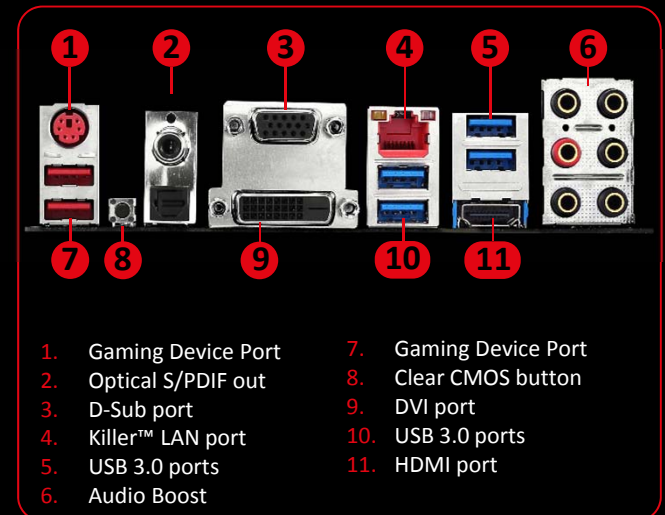 1 2 3 4 5 6
7 8 9 10 11
1. Gaming Device Port
2. Optical S/PDIF out
3. D-Sub port
4. Killer™ LAN port
5. USB 3.0 ports
6. Audio Boost
7. Gaming Device Port
8. Clear CMOS button
9. DVI port
10. USB 3.0 ports
11. HDMI port